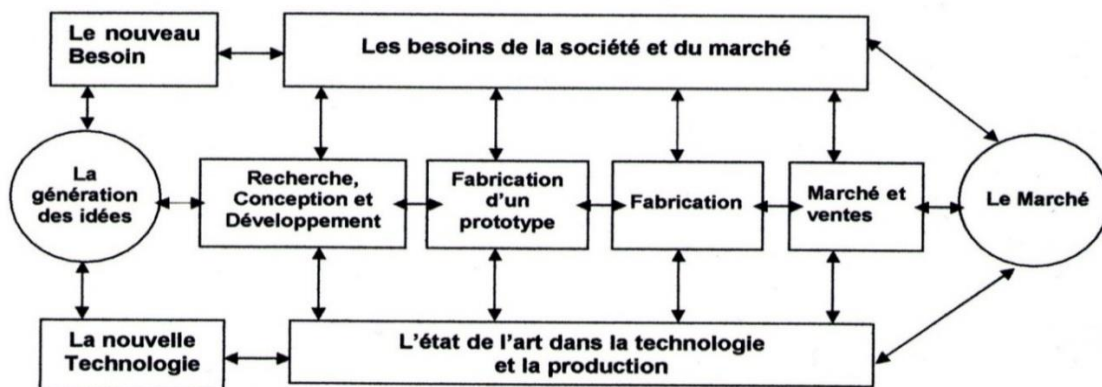 Le nouveau
Besoin
Les besoins de la société et du marché
La
génération
des idées
Recherche,
Conception et
Développement
Fabrication
d'un
prototype
Fabrication
Marché et
ventes
Le Marché
La nouvelle
Technologie
L'état de l'art dans la technologie
et la production